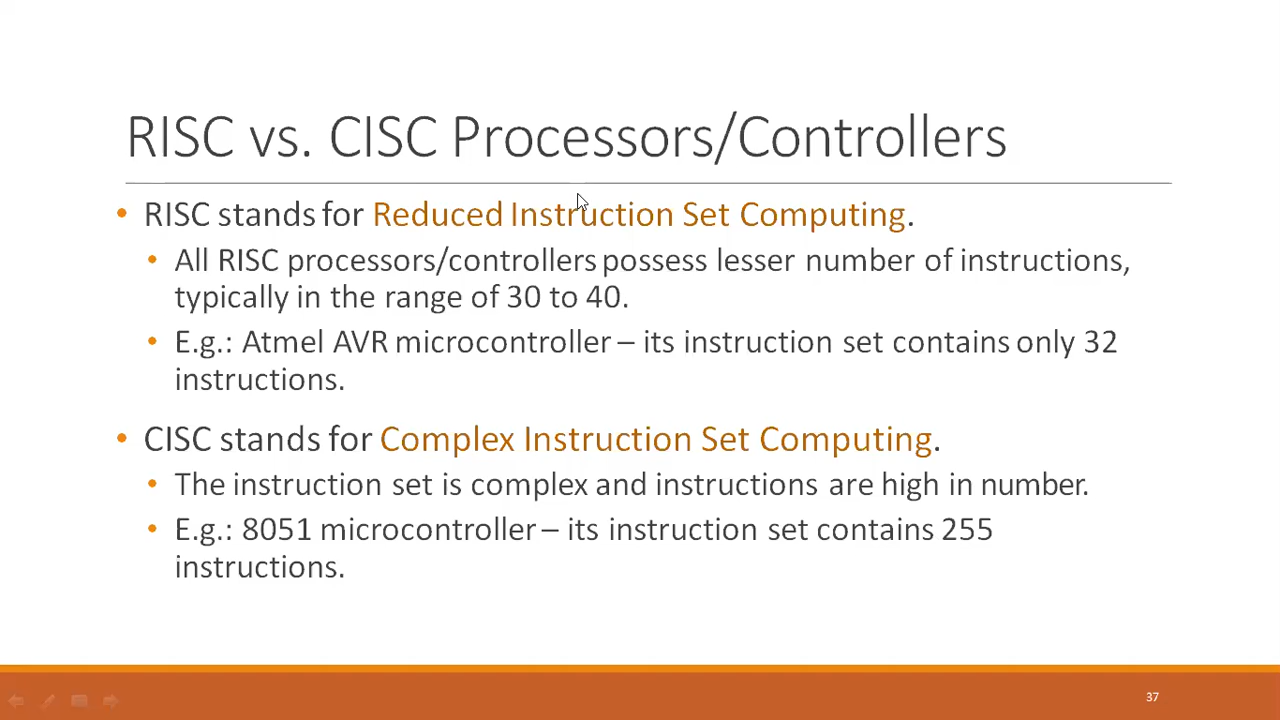 RISC vs. CISC Processors/Controllers
• RISC stands for Reduced Instruction Set Computing.
• All RISC processors/controllers possess lesser number of instructions,
typically in the range of 30 to 40.
• E.g.: Atmel AVR microcontroller – its instruction set contains only 32
instructions.
• CISC stands for Complex Instruction Set Computing.
• The instruction set is complex and instructions are high in number.
• E.g.: 8051 microcontroller – its instruction set contains 255
instructions.
37